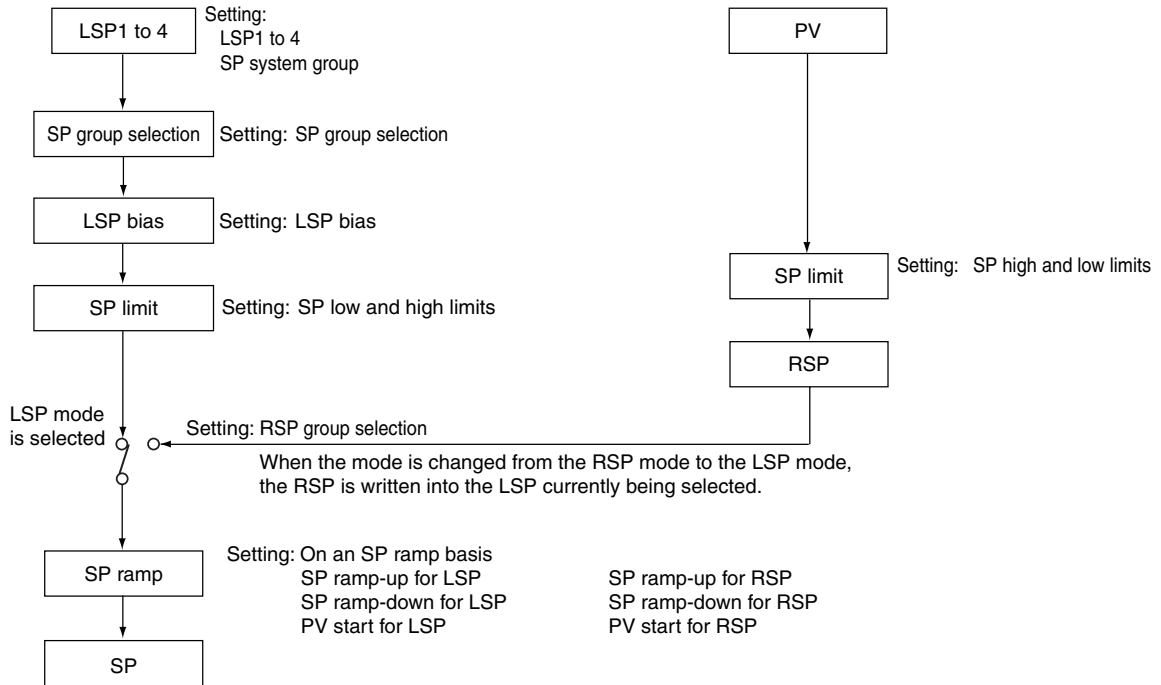 LSP1 to 4
Setting:
LSP1 to 4
SP system group
PV
SP group selection
Setting: SP group selection
LSP bias
Setting: LSP bias
SP limit
Setting: SP low and high limits
SP limit
Setting: SP high and low limits
RSP
LSP mode
is selected
Setting: RSP group selection
When the mode is changed from the RSP mode to the LSP mode,
the RSP is written into the LSP currently being selected.
SP ramp
Setting: On an SP ramp basis
SP ramp-up for LSP
SP ramp-down for LSP
PV start for LSP
SP ramp-up for RSP
SP ramp-down for RSP
PV start for RSP
SP